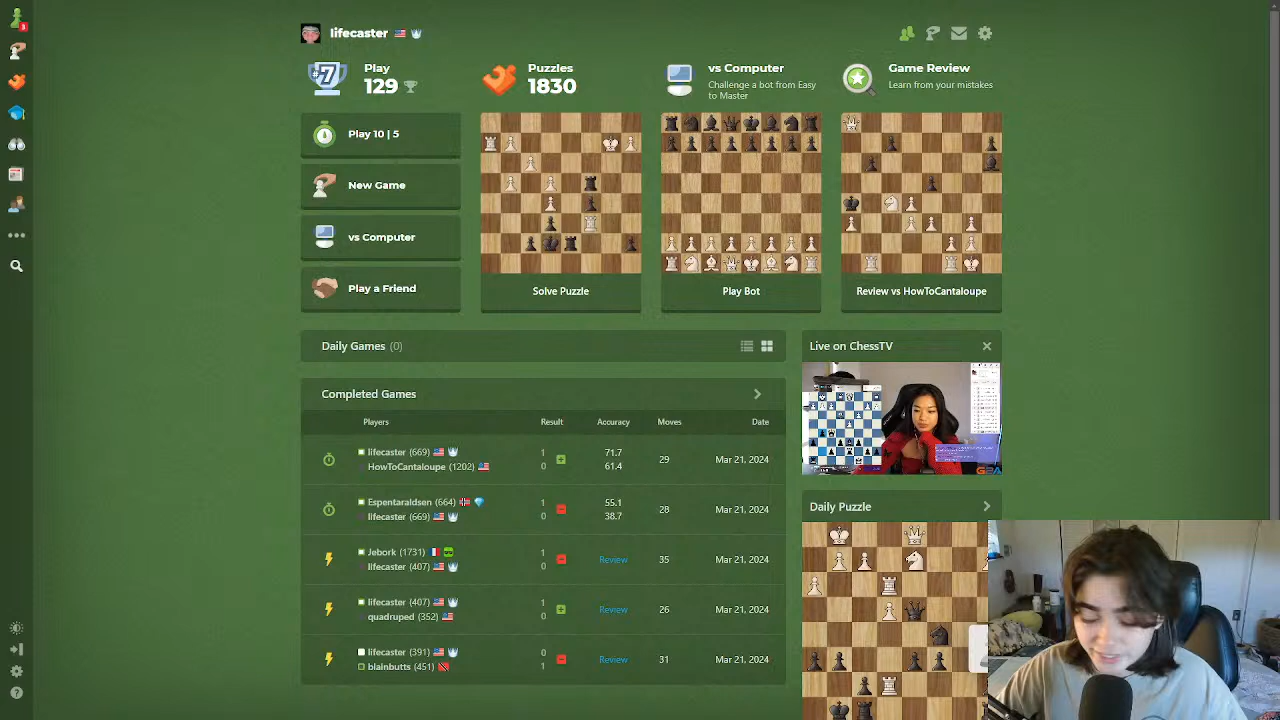 lifecaster
#7
Play
129
Puzzles
1830
vs Computer
Challenge a bot from Easy
to Master
Game Review
Learn from your mistakes
Play 10 | 5
New Game
vs Computer
Play a Friend
Solve Puzzle
Play Bot
Review vs HowToCantaloupe
Daily Games (0)
Live on ChessTV
Completed Games
Players Result Accuracy Moves Date
lifecaster (669) 1 71.7
HowToCantaloupe (1202) 0 61.4
29 Mar 21, 2024
Espentaraldsen (664) 1 55.1
lifecaster (669) 0 38.7
28 Mar 21, 2024
Jebork (1731) 1
lifecaster (407) 0
Review 35 Mar 21, 2024
lifecaster (407) 1
quadruped (352) 0
Review 26 Mar 21, 2024
lifecaster (391) 0
blainbutts (451) 1
Review 31 Mar 21, 2024
Daily Puzzle